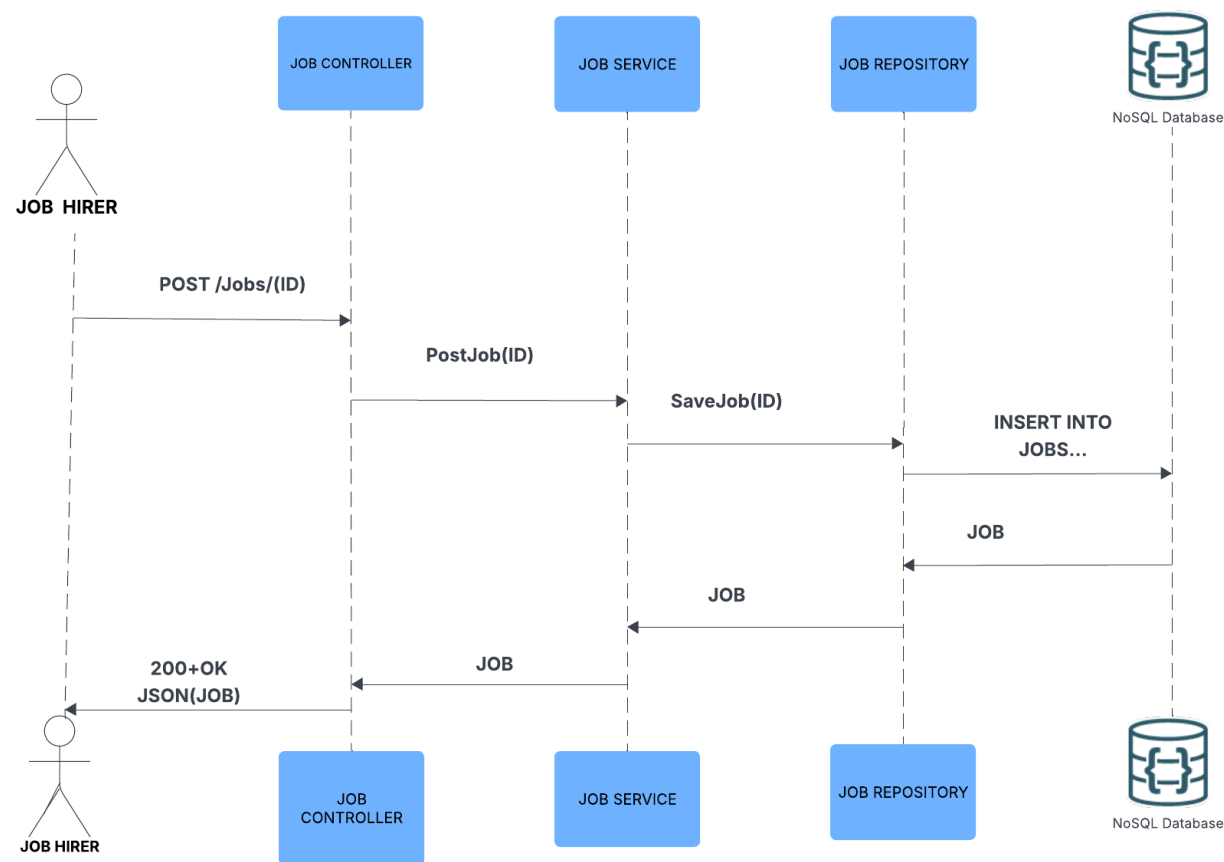 JOB CONTROLLER
JOB SERVICE
JOB REPOSITORY
NoSQL Database
JOB HIRER
POST /Jobs/(ID)
PostJob(ID)
SaveJob(ID)
INSERT INTO
JOBS...
JOB
JOB
JOB
200+OK
JSON(JOB)
JOB
CONTROLLER
JOB SERVICE
JOB REPOSITORY
NoSQL Database
JOB HIRER